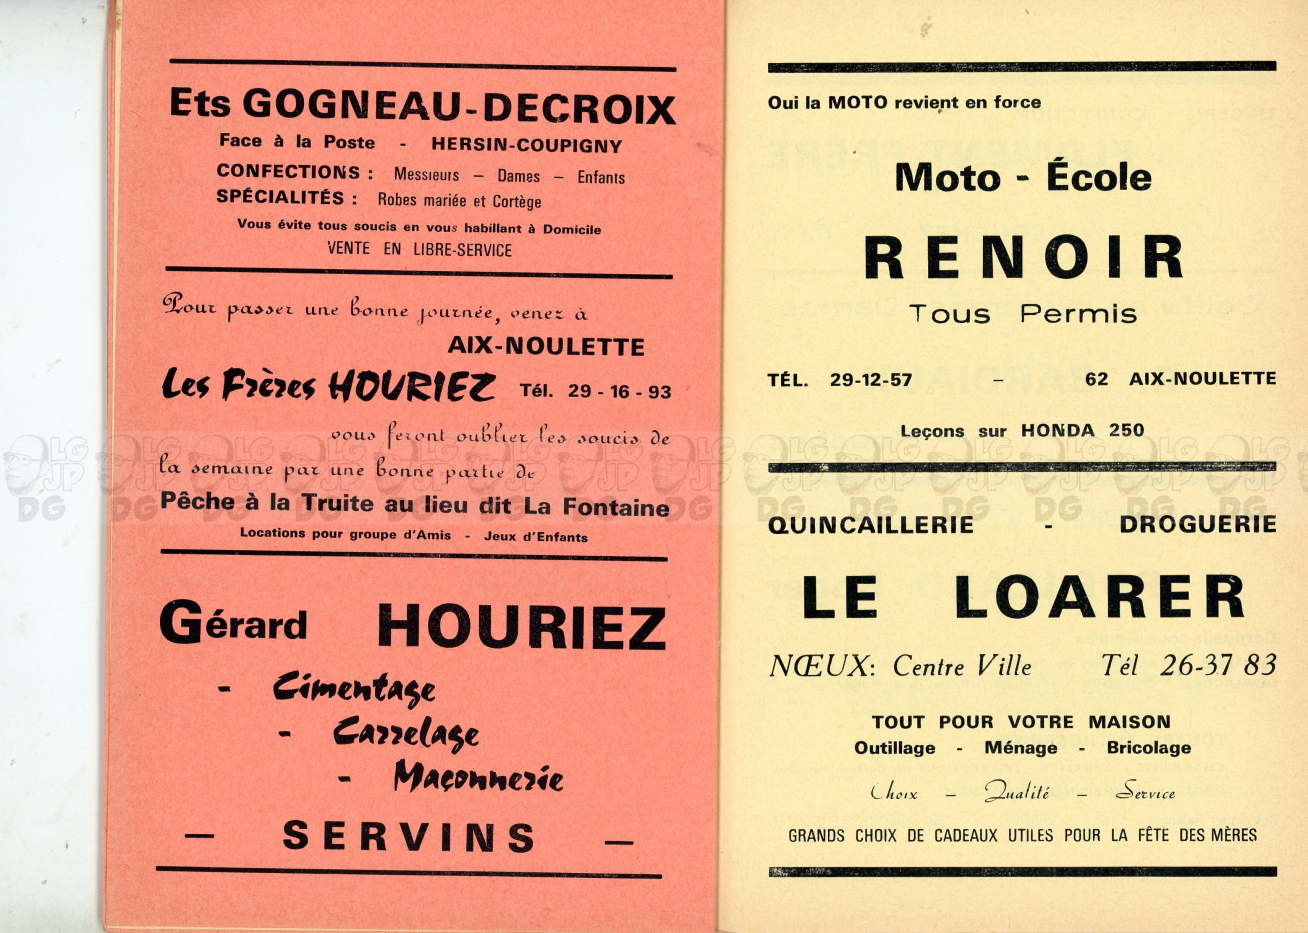 Ets GOGNEAU-DECROIX
Face à la Poste - HERSIN-COUPIGNY
CONFECTIONS : Messieurs – Dames – Enfants
SPÉCIALITÉS : Robes mariée et Cortège
Vous évite tous soucis en vous habillant à Domicile
VENTE EN LIBRE-SERVICE
Pour passer une bonne journée, venez à
AIX-NOULETTE
Les Frères HOURIEZ Tél. 29 - 16 - 93
vous feront oublier les soucis de
la semaine par une bonne partie de
Pêche à la Truite au lieu dit La Fontaine
Locations pour groupe d'Amis - Jeux d'Enfants
Gérard HOURIEZ
- Cimentage
- Carrelage
- Maçonnerie
– SERVINS –
Oui la MOTO revient en force
Moto - École
RENOIR
Tous Permis
TÉL. 29-12-57 – 62 AIX-NOULETTE
Leçons sur HONDA 250
QUINCAILLERIE - DROGUERIE
LE LOARER
NŒUX: Centre Ville Tél 26-37 83
TOUT POUR VOTRE MAISON
Outillage - Ménage - Bricolage
Choix – Qualité – Service
GRANDS CHOIX DE CADEAUX UTILES POUR LA FÊTE DES MÈRES